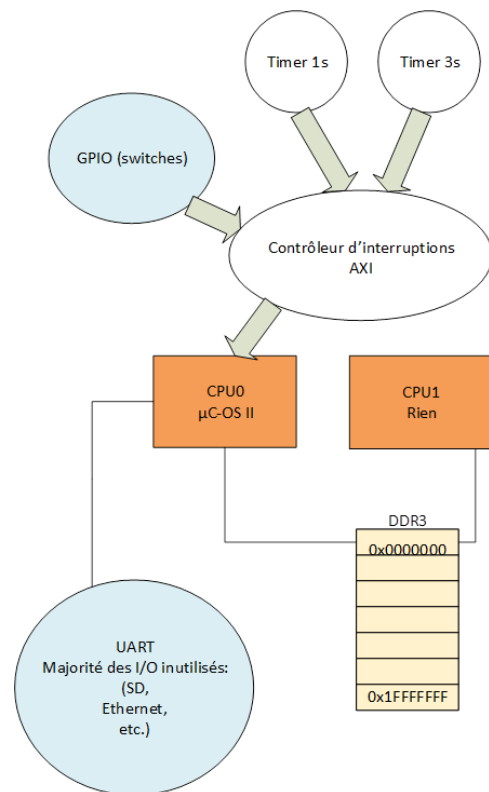 Timer 1s
Timer 3s
GPIO (switches)
Contrôleur d'interruptions
AXI
CPU0
µC-OS II
CPU1
Rien
DDR3
0x0000000
UART
Majorité des I/O inutilisés:
(SD,
Ethernet,
etc.)
0x1FFFFFFF